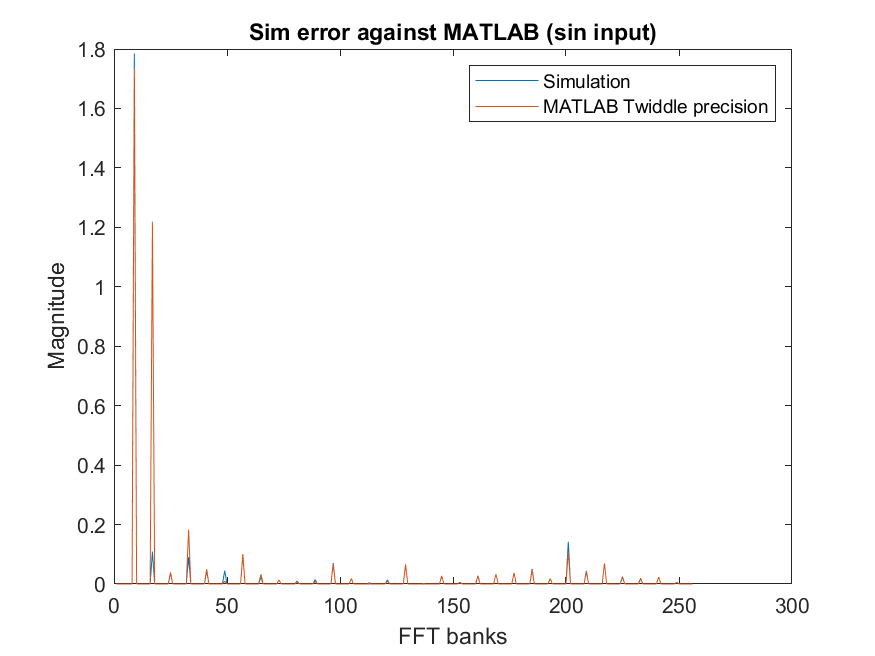 Sim error against MATLAB (sin input)
Simulation
MATLAB Twiddle precision
1.8
1.6
1.4
1.2
1
0.8
0.6
0.4
0.2
0
Magnitude
0 50 100 150 200 250 300
FFT banks